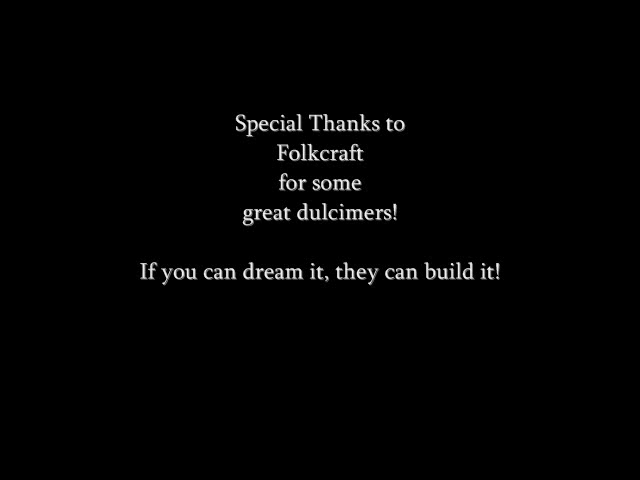 Special Thanks to
Folkcraft
for some
great dulcimers!
If you can dream it, they can build it!